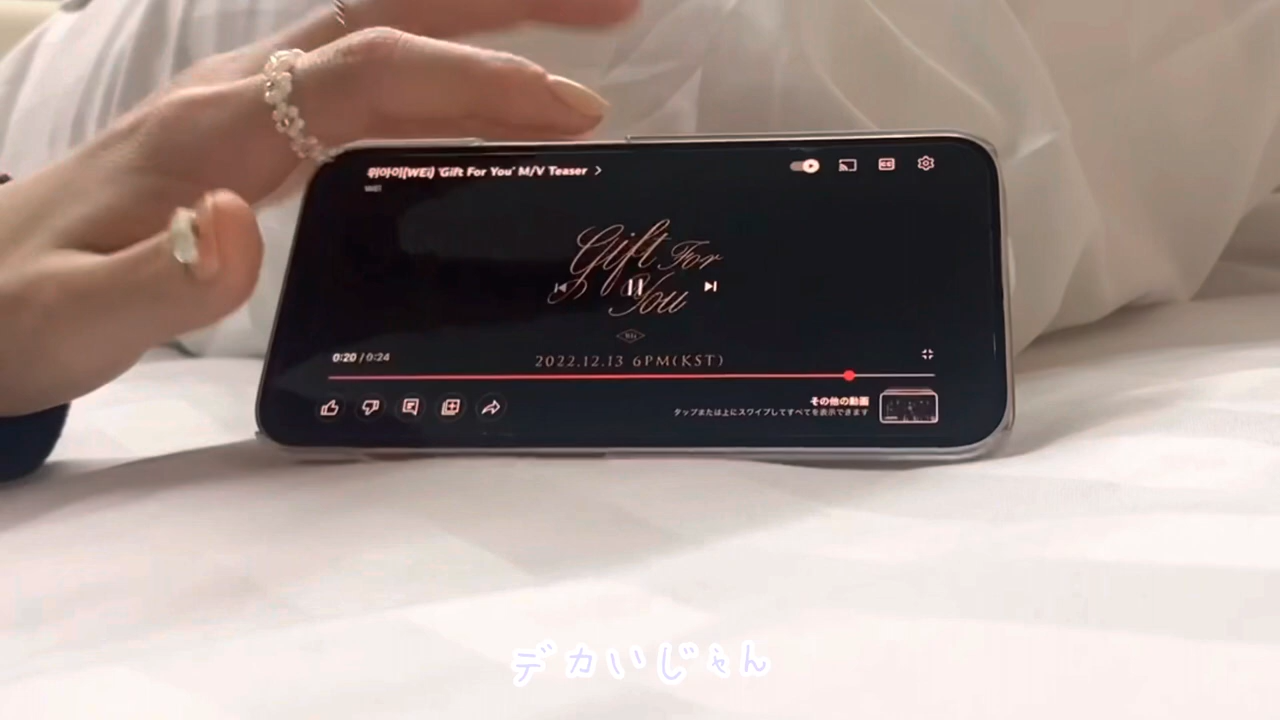 위아이(WEi) 'Gift For You' M/V Teaser
WEi
CC
Gift For
You
WEi
2022.12.13 6PM(KST)
0:20 / 0:24
その他の動画
タップまたは上にスワイプしてすべてを表示できます
デカいじゃん